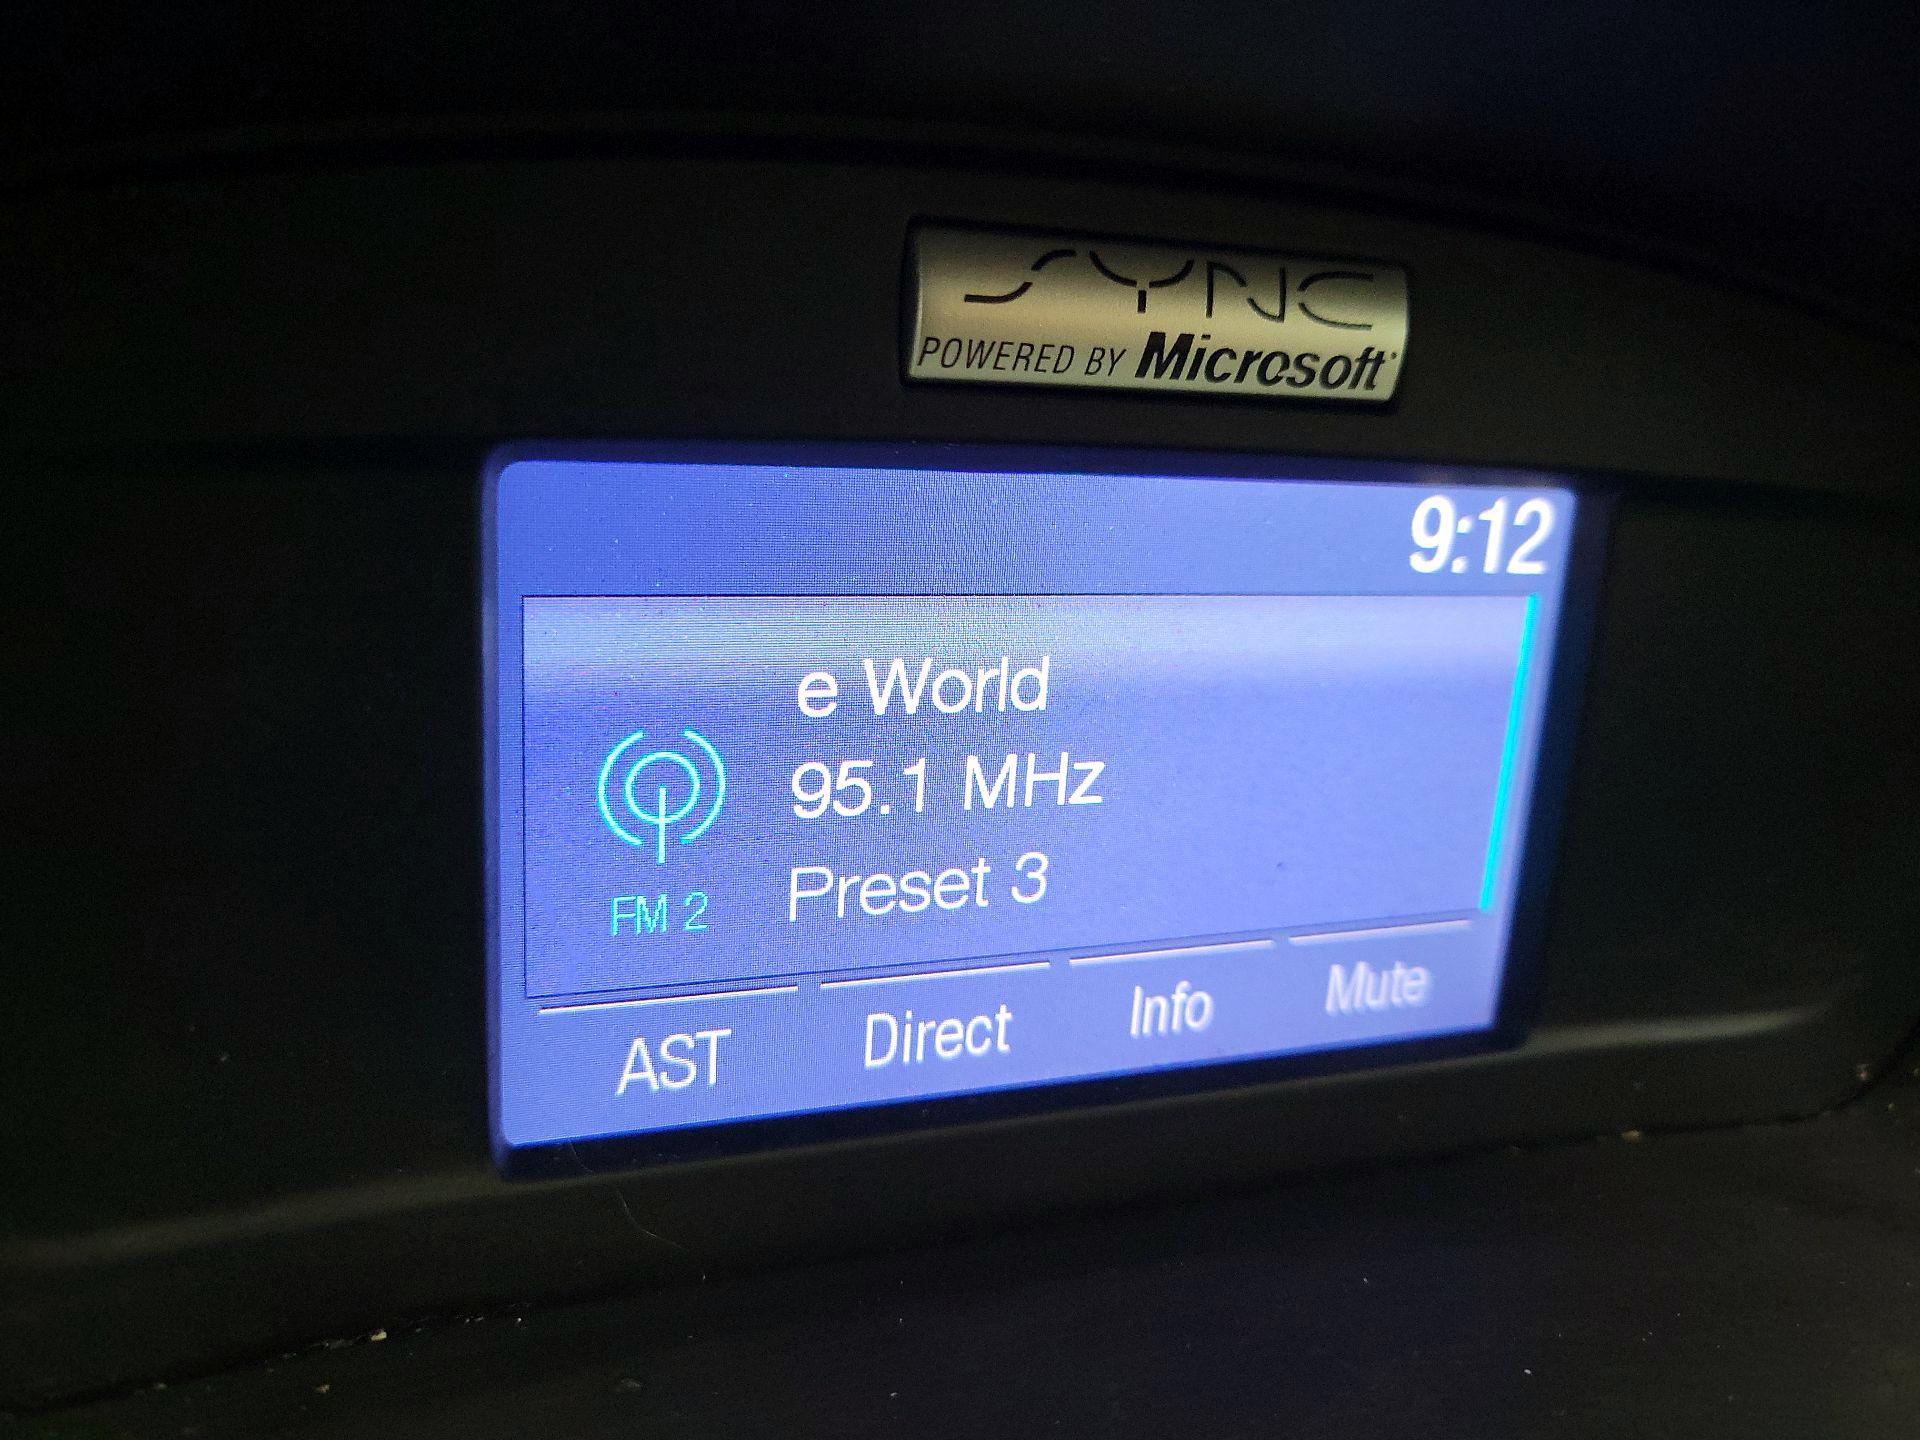 SYNC
POWERED BY Microsoft
9:12
e World
95.1 MHz
Preset 3
FM 2
AST Direct Info Mute